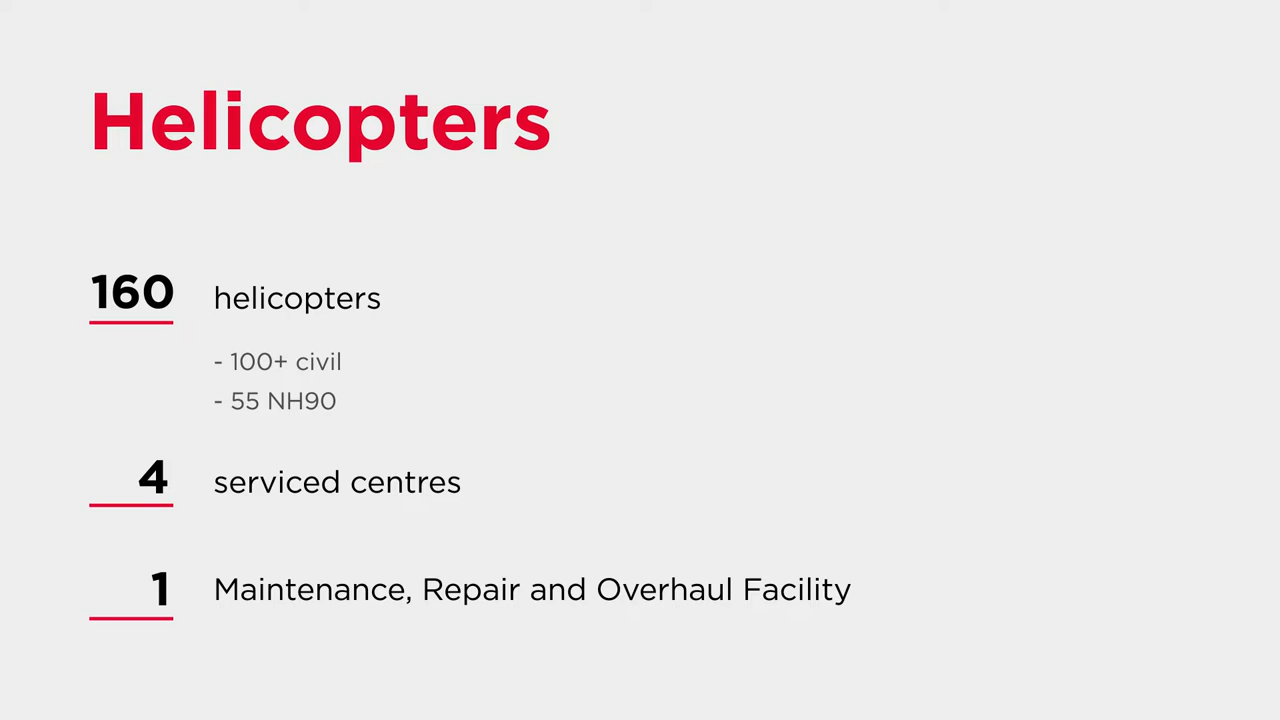 Helicopters
160 helicopters
- 100+ civil
- 55 NH90
4 serviced centres
1 Maintenance, Repair and Overhaul Facility